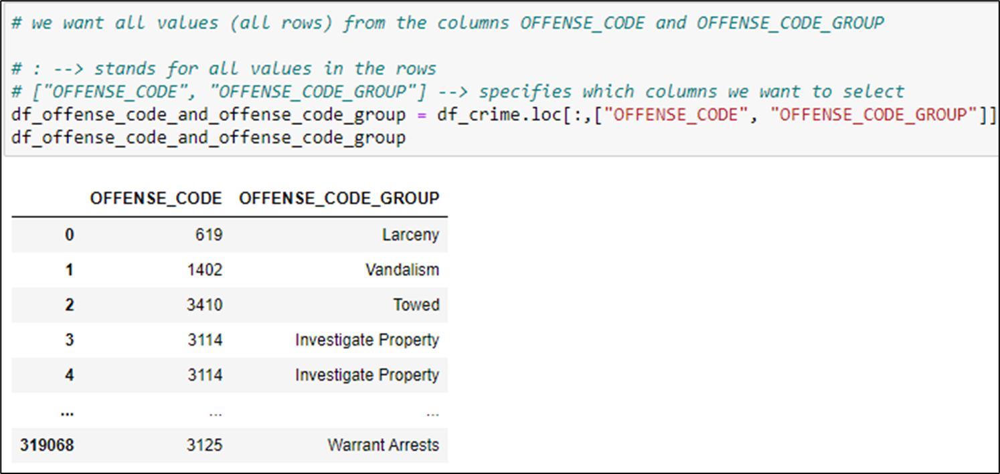 # we want all values (all rows) from the columns OFFENSE_CODE and OFFENSE_CODE_GROUP
# : --> stands for all values in the rows
# ["OFFENSE_CODE", "OFFENSE_CODE_GROUP"] --> specifies which columns we want to select
df_offense_code_and_offense_code_group = df_crime.loc[:,["OFFENSE_CODE", "OFFENSE_CODE_GROUP"]]
df_offense_code_and_offense_code_group
OFFENSE_CODE OFFENSE_CODE_GROUP
0 619 Larceny
1 1402 Vandalism
2 3410 Towed
3 3114 Investigate Property
4 3114 Investigate Property
... ... ...
319068 3125 Warrant Arrests